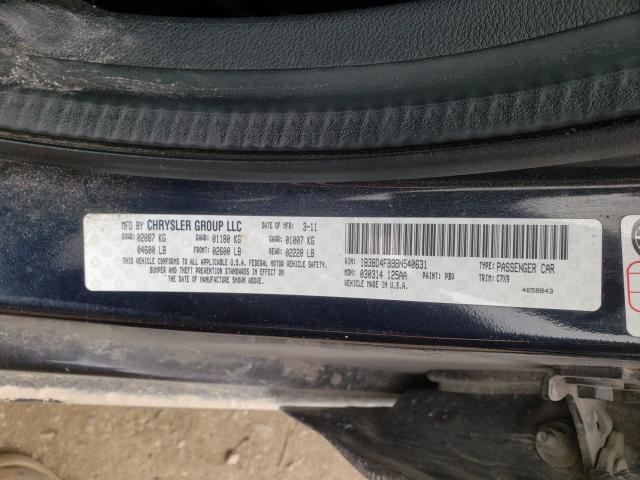 MFD BY CHRYSLER GROUP LLC DATE OF MFR 3-11
GVWR 02087 KG GAWR 01180 KG GAWR 01007 KG
04600 LB FRONT 02600 LB REAR 02220 LB
THIS VEHICLE CONFORMS TO ALL APPLICABLE U.S.A. FEDERAL MOTOR VEHICLE SAFETY,
BUMPER AND THEFT PREVENTION STANDARDS IN EFFECT
ON THE DATE OF MANUFACTURE SHOWN ABOVE.
VIN: 1B3BD4FB9BN540631 TYPE: PASSENGER CAR
MDH: 030314 125AA PAINT: PBV TRIM: C7X9
VEHICLE MADE IN U.S.A.
4658843